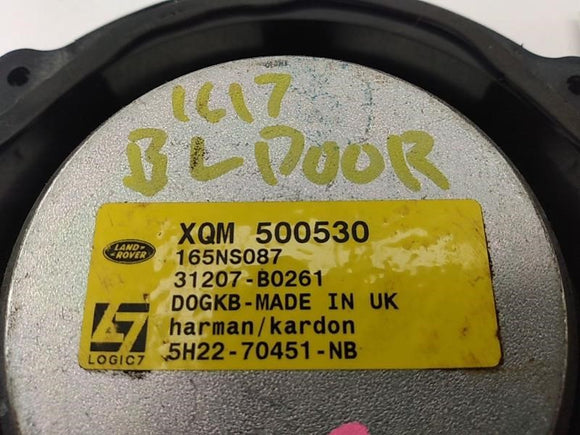 1617
BL DOOR
XQM 500530
LAND
ROVER
165NS087
31207-B0261
D0GKB-MADE IN UK
harman/kardon
LOGIC7
5H22-70451-NB